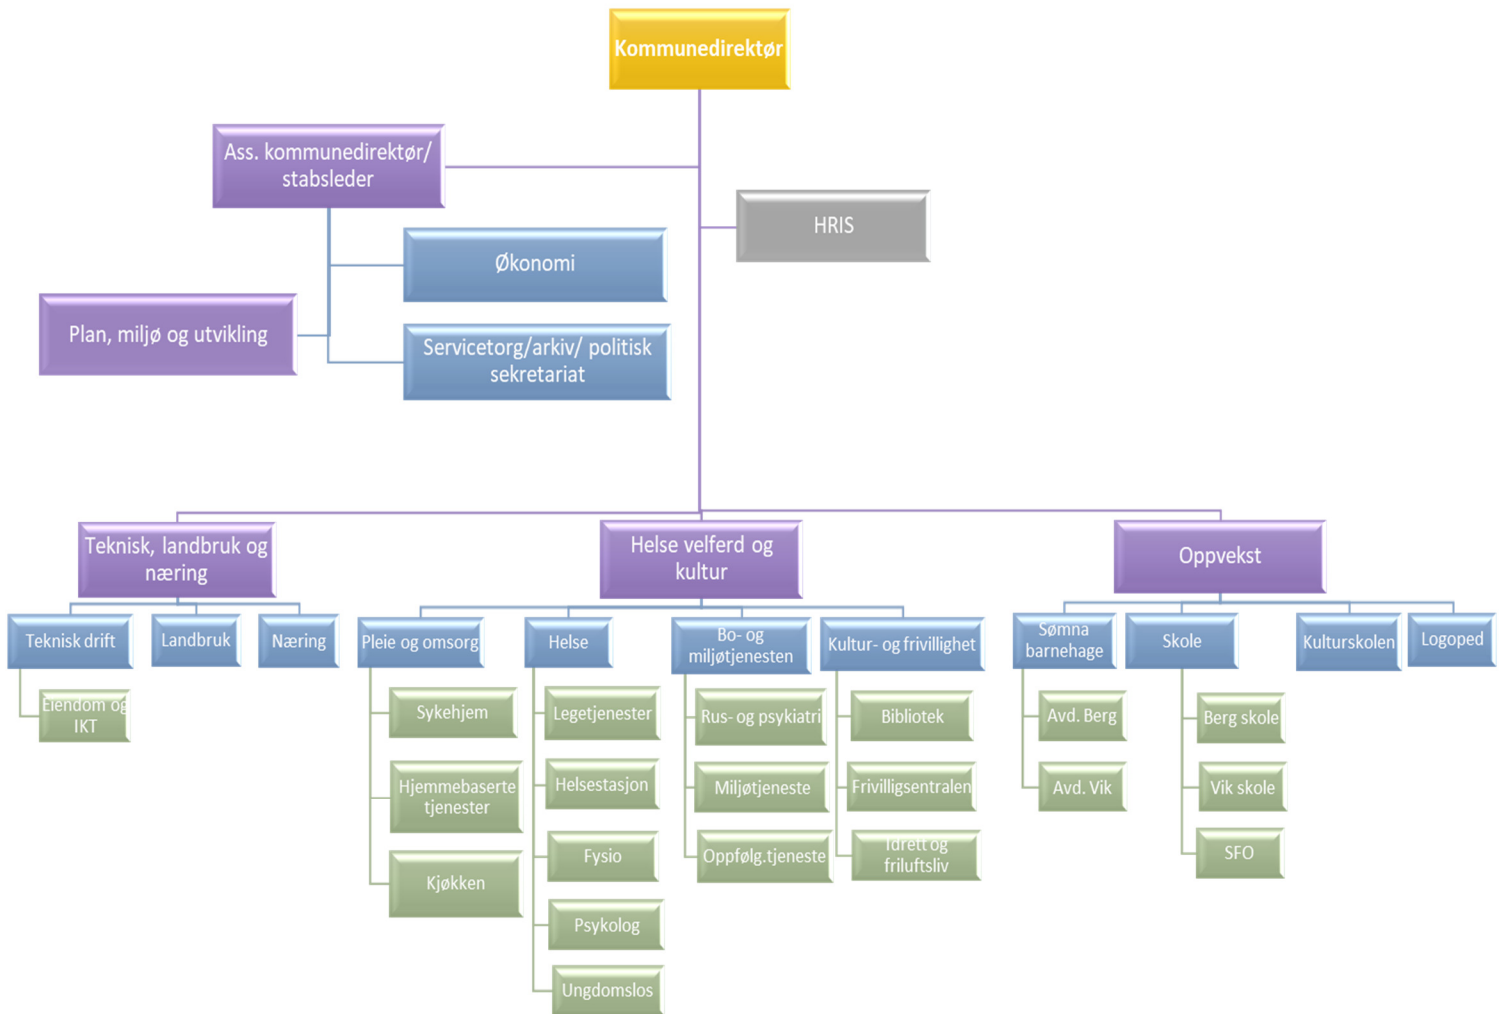 Kommunedirektør
Ass. kommunedirektør/
stabsleder
HRIS
Økonomi
Plan, miljø og utvikling
Servicetorg/arkiv/ politisk
sekretariat
Teknisk, landbruk og
næring
Helse velferd og
kultur
Oppvekst
Teknisk drift
Landbruk
Næring
Pleie og omsorg
Helse
Bo- og
miljøtjenesten
Kultur- og frivillighet
Sømna
barnehage
Skole
Kulturskolen
Logoped
Eiendom og
IKT
Sykehjem
Hjemmebaserte
tjenester
Kjøkken
Legetjenester
Helsestasjon
Fysio
Psykolog
Ungdomslos
Rus- og psykiatri
Miljøtjeneste
Oppfølg.tjeneste
Bibliotek
Frivilligsentralen
Idrett og
friluftsliv
Avd. Berg
Avd. Vik
Berg skole
Vik skole
SFO